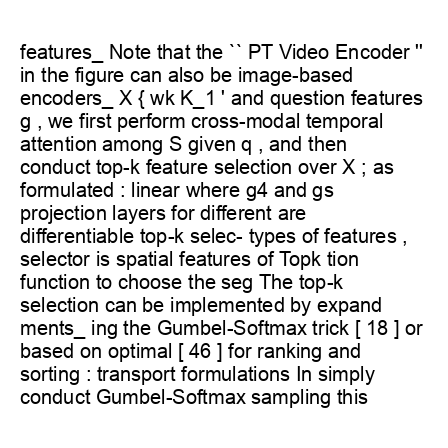 features_ Note that the `` PT Video Encoder ''
in the figure can also be image-based
encoders_ X { wk K_1 ' and question features
g , we first perform cross-modal temporal
attention among S given q , and then
conduct top-k feature selection over X ; as
formulated : linear where g4 and gs
projection layers for different are
differentiable top-k selec- types of features ,
selector is spatial features of Topk tion
function to choose the seg The top-k
selection can be implemented by expand
ments_ ing the Gumbel-Softmax trick [ 18 ] or
based on optimal [ 46 ] for ranking and
sorting : transport formulations In simply
conduct Gumbel-Softmax sampling this